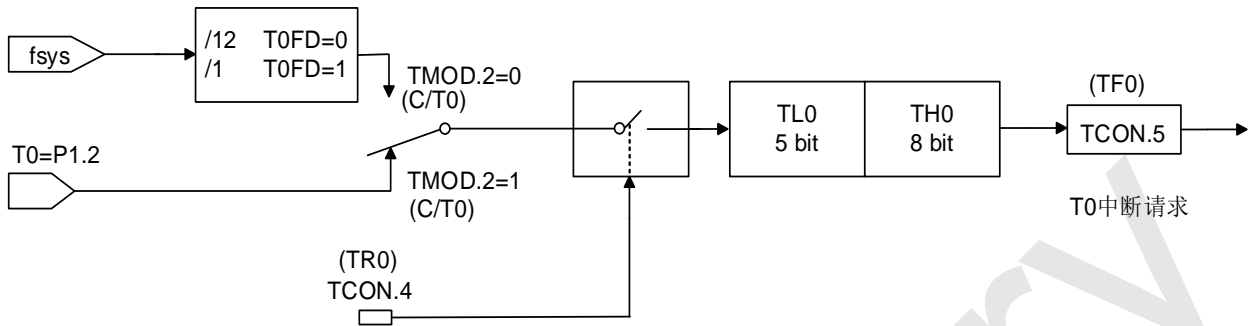 fsys
/12 T0FD=0
/1 T0FD=1
TMOD.2=0
(C/T0)
T0=P1.2
TMOD.2=1
(C/T0)
(TR0)
TCON.4
TL0
5 bit
TH0
8 bit
(TF0)
TCON.5
T0中断请求